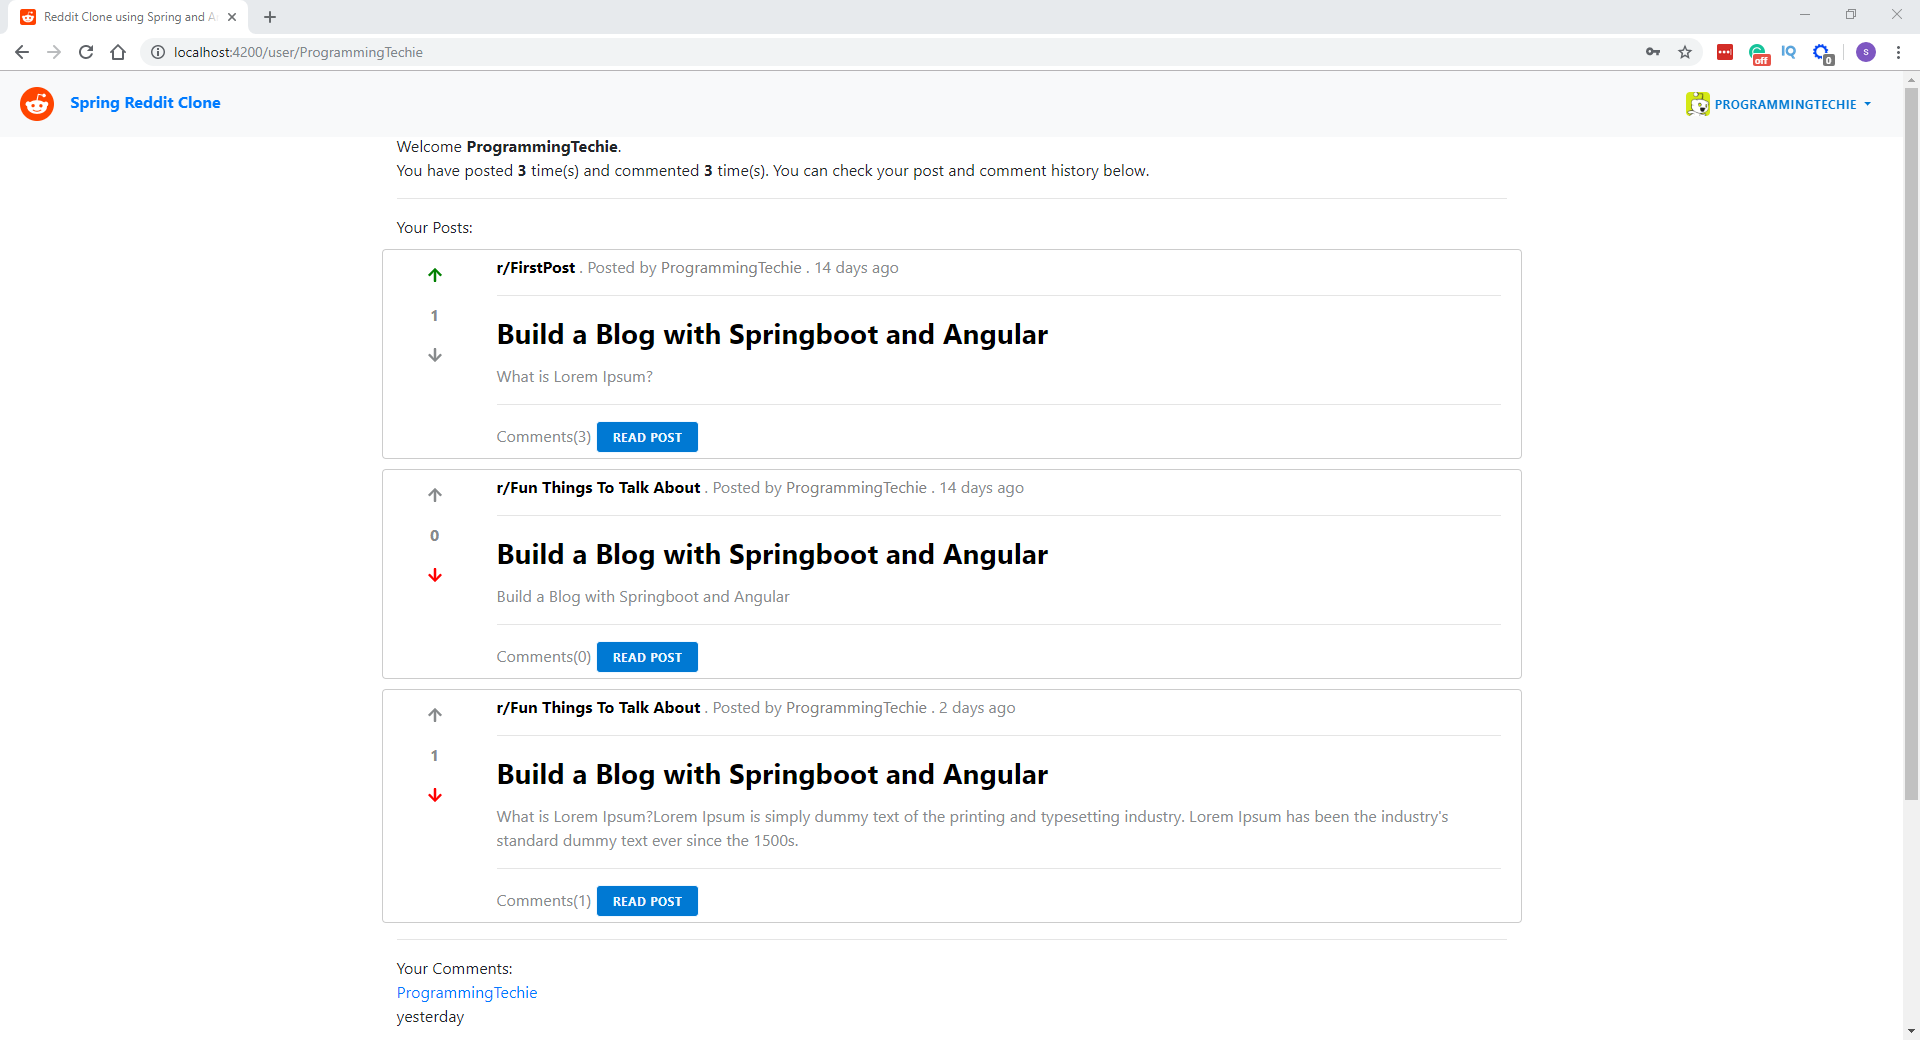 Reddit Clone using Spring and A
localhost:4200/user/ProgrammingTechie
off
IQ
0
s
Spring Reddit Clone
PROGRAMMINGTECHIE
Welcome ProgrammingTechie.
You have posted 3 time(s) and commented 3 time(s). You can check your post and comment history below.
Your Posts:
r/FirstPost . Posted by ProgrammingTechie . 14 days ago
1
Build a Blog with Springboot and Angular
What is Lorem Ipsum?
Comments(3) READ POST
r/Fun Things To Talk About . Posted by ProgrammingTechie . 14 days ago
0
Build a Blog with Springboot and Angular
Build a Blog with Springboot and Angular
Comments(0) READ POST
r/Fun Things To Talk About . Posted by ProgrammingTechie . 2 days ago
1
Build a Blog with Springboot and Angular
What is Lorem Ipsum?Lorem Ipsum is simply dummy text of the printing and typesetting industry. Lorem Ipsum has been the industry's
standard dummy text ever since the 1500s.
Comments(1) READ POST
Your Comments:
ProgrammingTechie
yesterday